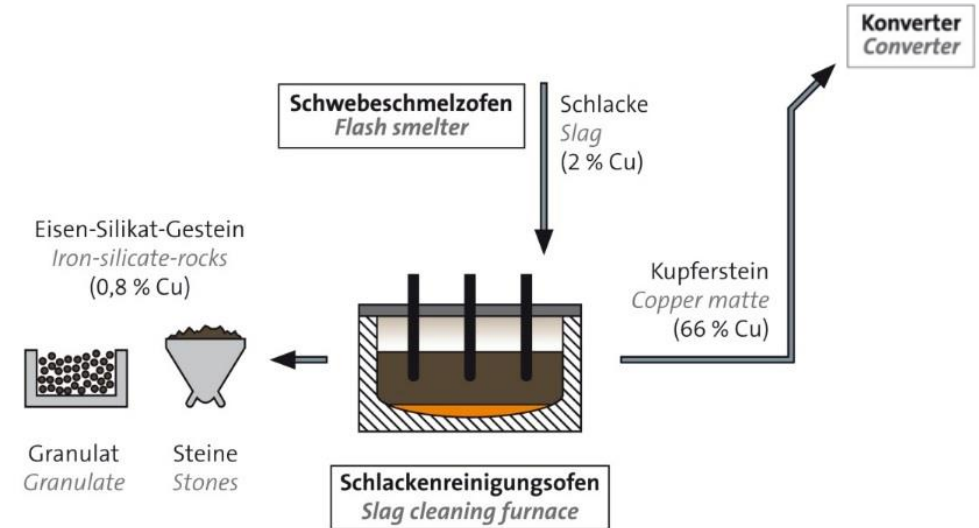 Konverter
Converter
Schwebeschmelzofen
Flash smelter
Schlacke
Slag
(2 % Cu)
Eisen-Silikat-Gestein
Iron-silicate-rocks
(0,8 % Cu)
Kupferstein
Copper matte
(66 % Cu)
Granulat
Granulate
Steine
Stones
Schlackenreinigungsofen
Slag cleaning furnace